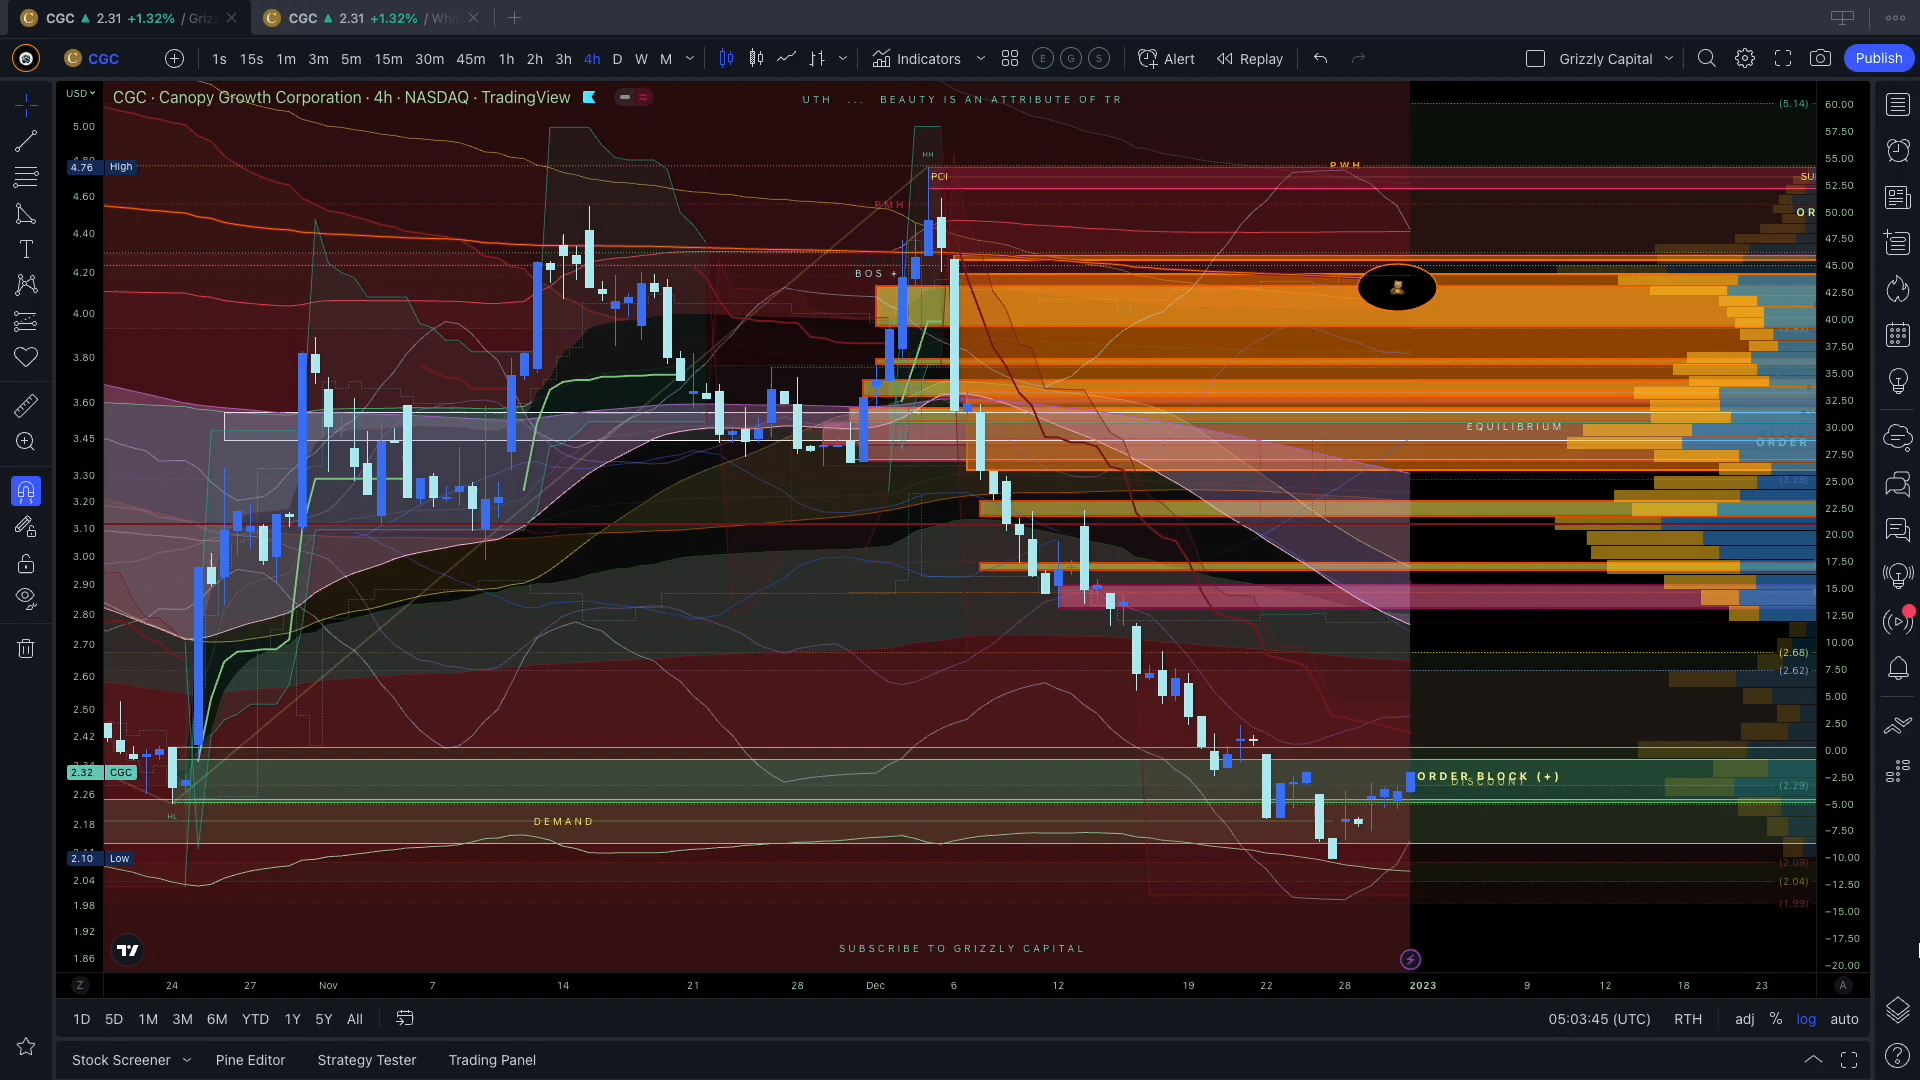 CGC ▲ 2.31 +1.32% / Griz
CGC ▲ 2.31 +1.32% / Whi
CGC 1s 15s 1m 3m 5m 15m 30m 45m 1h 2h 3h 4h D W M Indicators E G S Alert Replay Grizzly Capital Publish
USD
CGC · Canopy Growth Corporation · 4h · NASDAQ · TradingView
UTH ... BEAUTY IS AN ATTRIBUTE OF TR
(5.14)
60.00
5.00
57.50
HH
55.00
4.76 High
PWH
POI
SU
52.50
4.60
PMH
50.00
OR
4.40
47.50
4.20
BOS +
45.00
42.50
4.00
40.00
37.50
3.80
35.00
3.60
32.50
EQUILIBRIUM
30.00
3.45
ORDER
27.50
3.30
(3.29)
25.00
3.20
22.50
3.10
20.00
3.00
17.50
2.90
15.00
2.80
12.50
2.70
10.00
(2.68)
2.60
(2.62)
7.50
5.00
2.50
2.50
2.42
0.00
2.32 CGC
ORDER BLOCK (+)
DISCOUNT
−2.50
(2.29)
2.26
−5.00
HL
DEMAND
2.18
−7.50
2.10 Low
−10.00
(2.09)
2.04
(2.04)
−12.50
1.98
(1.99)
−15.00
1.92
−17.50
SUBSCRIBE TO GRIZZLY CAPITAL
1.86
−20.00
Z 24 27 Nov 7 14 21 28 Dec 6 12 19 22 28 2023 9 12 18 23 A
1D 5D 1M 3M 6M YTD 1Y 5Y All
05:03:45 (UTC) RTH adj % log auto
Stock Screener Pine Editor Strategy Tester Trading Panel